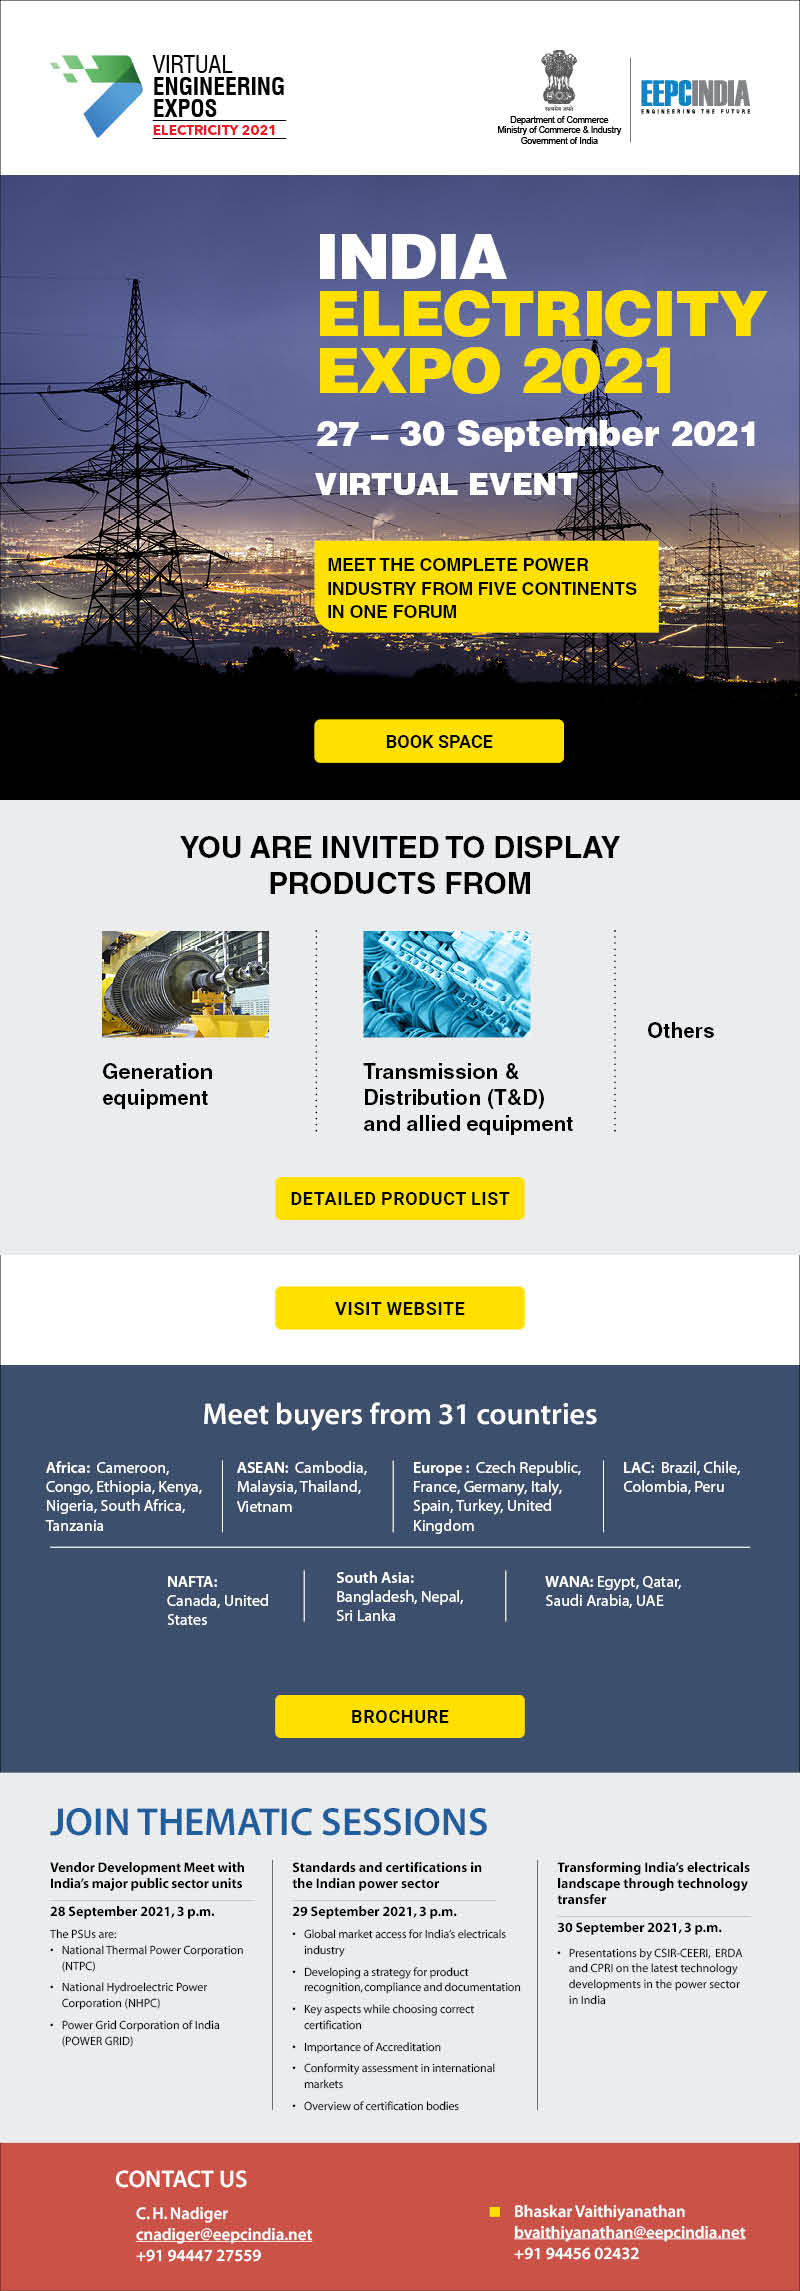 VIRTUAL
ENGINEERING
EXPOS
ELECTRICITY 2021
सत्यमेव जयते
Department of Commerce
Ministry of Commerce & Industry
Government of India
EEPCINDIA
ENGINEERING THE FUTURE
INDIA
ELECTRICITY
EXPO 2021
27 – 30 September 2021
VIRTUAL EVENT
MEET THE COMPLETE POWER
INDUSTRY FROM FIVE CONTINENTS
IN ONE FORUM
BOOK SPACE
YOU ARE INVITED TO DISPLAY
PRODUCTS FROM
Generation
equipment
Transmission &
Distribution (T&D)
and allied equipment
Others
DETAILED PRODUCT LIST
VISIT WEBSITE
Meet buyers from 31 countries
Africa: Cameroon,
Congo, Ethiopia, Kenya,
Nigeria, South Africa,
Tanzania
ASEAN: Cambodia,
Malaysia, Thailand,
Vietnam
Europe : Czech Republic,
France, Germany, Italy,
Spain, Turkey, United
Kingdom
LAC: Brazil, Chile,
Colombia, Peru
NAFTA:
Canada, United
States
South Asia:
Bangladesh, Nepal,
Sri Lanka
WANA: Egypt, Qatar,
Saudi Arabia, UAE
BROCHURE
JOIN THEMATIC SESSIONS
Vendor Development Meet with
India's major public sector units
28 September 2021, 3 p.m.
The PSUs are:
• National Thermal Power Corporation
(NTPC)
• National Hydroelectric Power
Corporation (NHPC)
• Power Grid Corporation of India
(POWER GRID)
Standards and certifications in
the Indian power sector
29 September 2021, 3 p.m.
• Global market access for India's electricals
industry
• Developing a strategy for product
recognition, compliance and documentation
• Key aspects while choosing correct
certification
• Importance of Accreditation
• Conformity assessment in international
markets
• Overview of certification bodies
Transforming India's electricals
landscape through technology
transfer
30 September 2021, 3 p.m.
• Presentations by CSIR-CEERI, ERDA
and CPRI on the latest technology
developments in the power sector
in India
CONTACT US
C. H. Nadiger
cnadiger@eepcindia.net
+91 94447 27559
Bhaskar Vaithiyanathan
bvaithiyanathan@eepcindia.net
+91 94456 02432